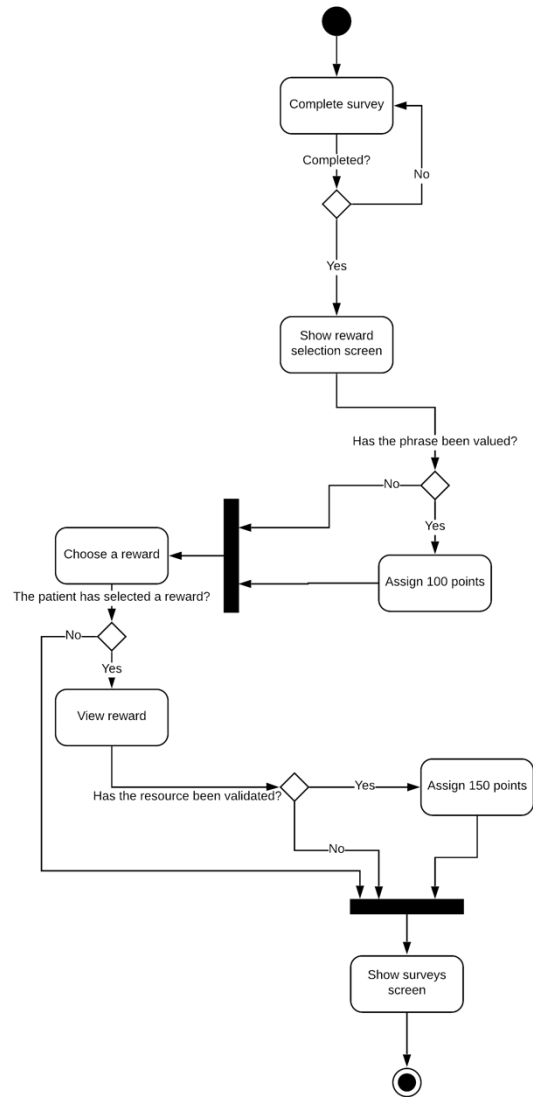 Complete survey
Completed?
No
Yes
Show reward
selection screen
Has the phrase been valued?
No
Yes
Choose a reward
Assign 100 points
The patient has selected a reward?
No
Yes
View reward
Has the resource been validated?
Yes
Assign 150 points
No
Show surveys
screen